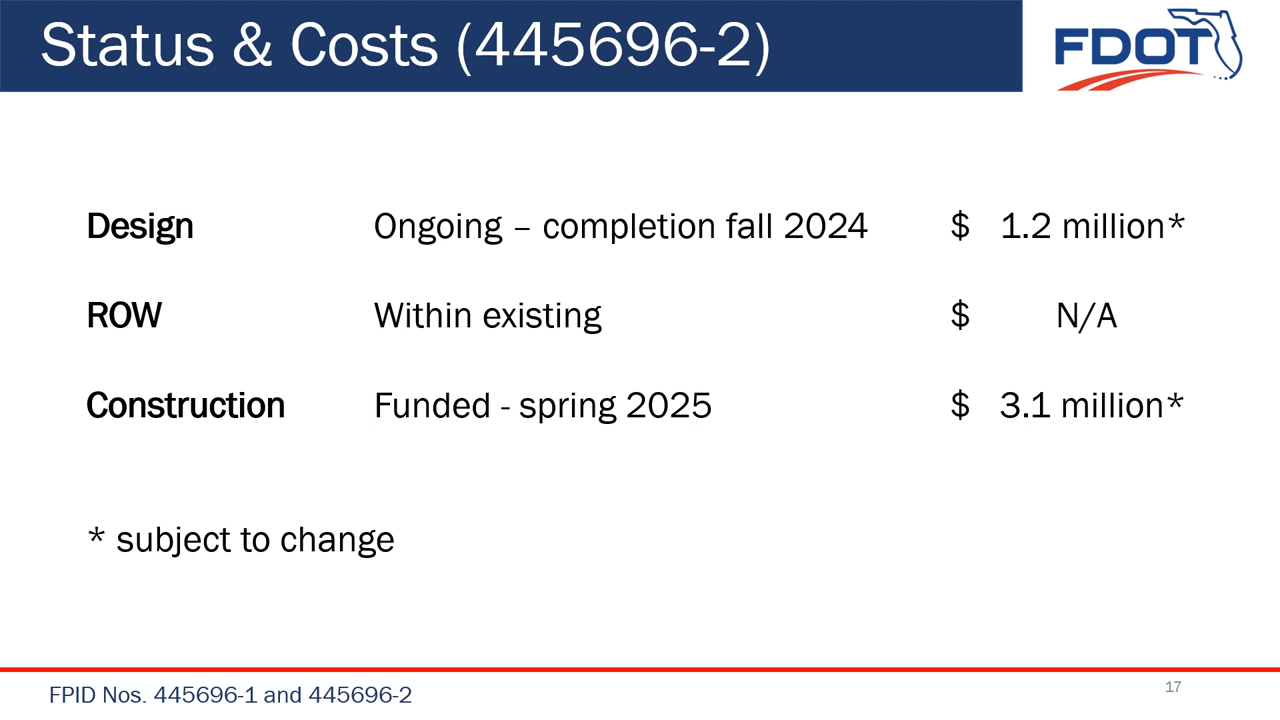 Status & Costs (445696-2)
FDOT
Design Ongoing – completion fall 2024 $ 1.2 million*
ROW Within existing $ N/A
Construction Funded - spring 2025 $ 3.1 million*
* subject to change
FPID Nos. 445696-1 and 445696-2
17